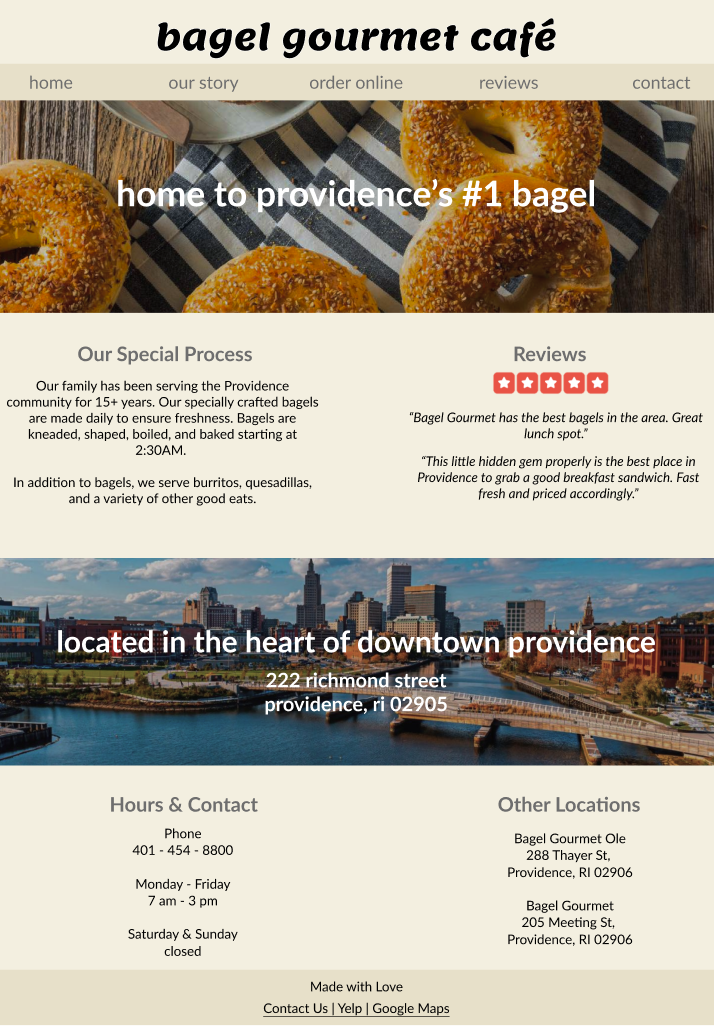 bagel gourmet café
home our story order online reviews contact
home to providence's #1 bagel
Our Special Process
Our family has been serving the Providence
community for 15+ years. Our specially crafted bagels
are made daily to ensure freshness. Bagels are
kneaded, shaped, boiled, and baked starting at
2:30AM.
In addition to bagels, we serve burritos, quesadillas,
and a variety of other good eats.
Reviews
“Bagel Gourmet has the best bagels in the area. Great
lunch spot.”
“This little hidden gem properly is the best place in
Providence to grab a good breakfast sandwich. Fast
fresh and priced accordingly.”
located in the heart of downtown providence
222 richmond street
providence, ri 02905
Hours & Contact
Phone
401 - 454 - 8800
Monday - Friday
7 am - 3 pm
Saturday & Sunday
closed
Other Locations
Bagel Gourmet Ole
288 Thayer St,
Providence, RI 02906
Bagel Gourmet
205 Meeting St,
Providence, RI 02906
Made with Love
Contact Us | Yelp | Google Maps